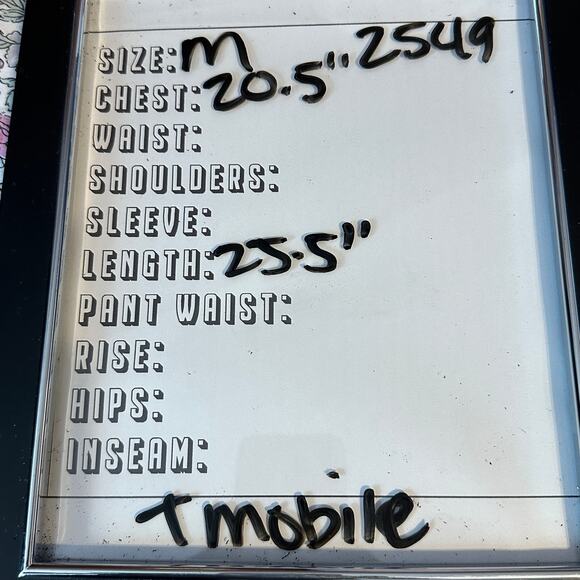 SIZE: M 2549
CHEST: 20.5"
WAIST:
SHOULDERS:
SLEEVE:
LENGTH: 25.5"
PANT WAIST:
RISE:
HIPS:
INSEAM:
Tmobile